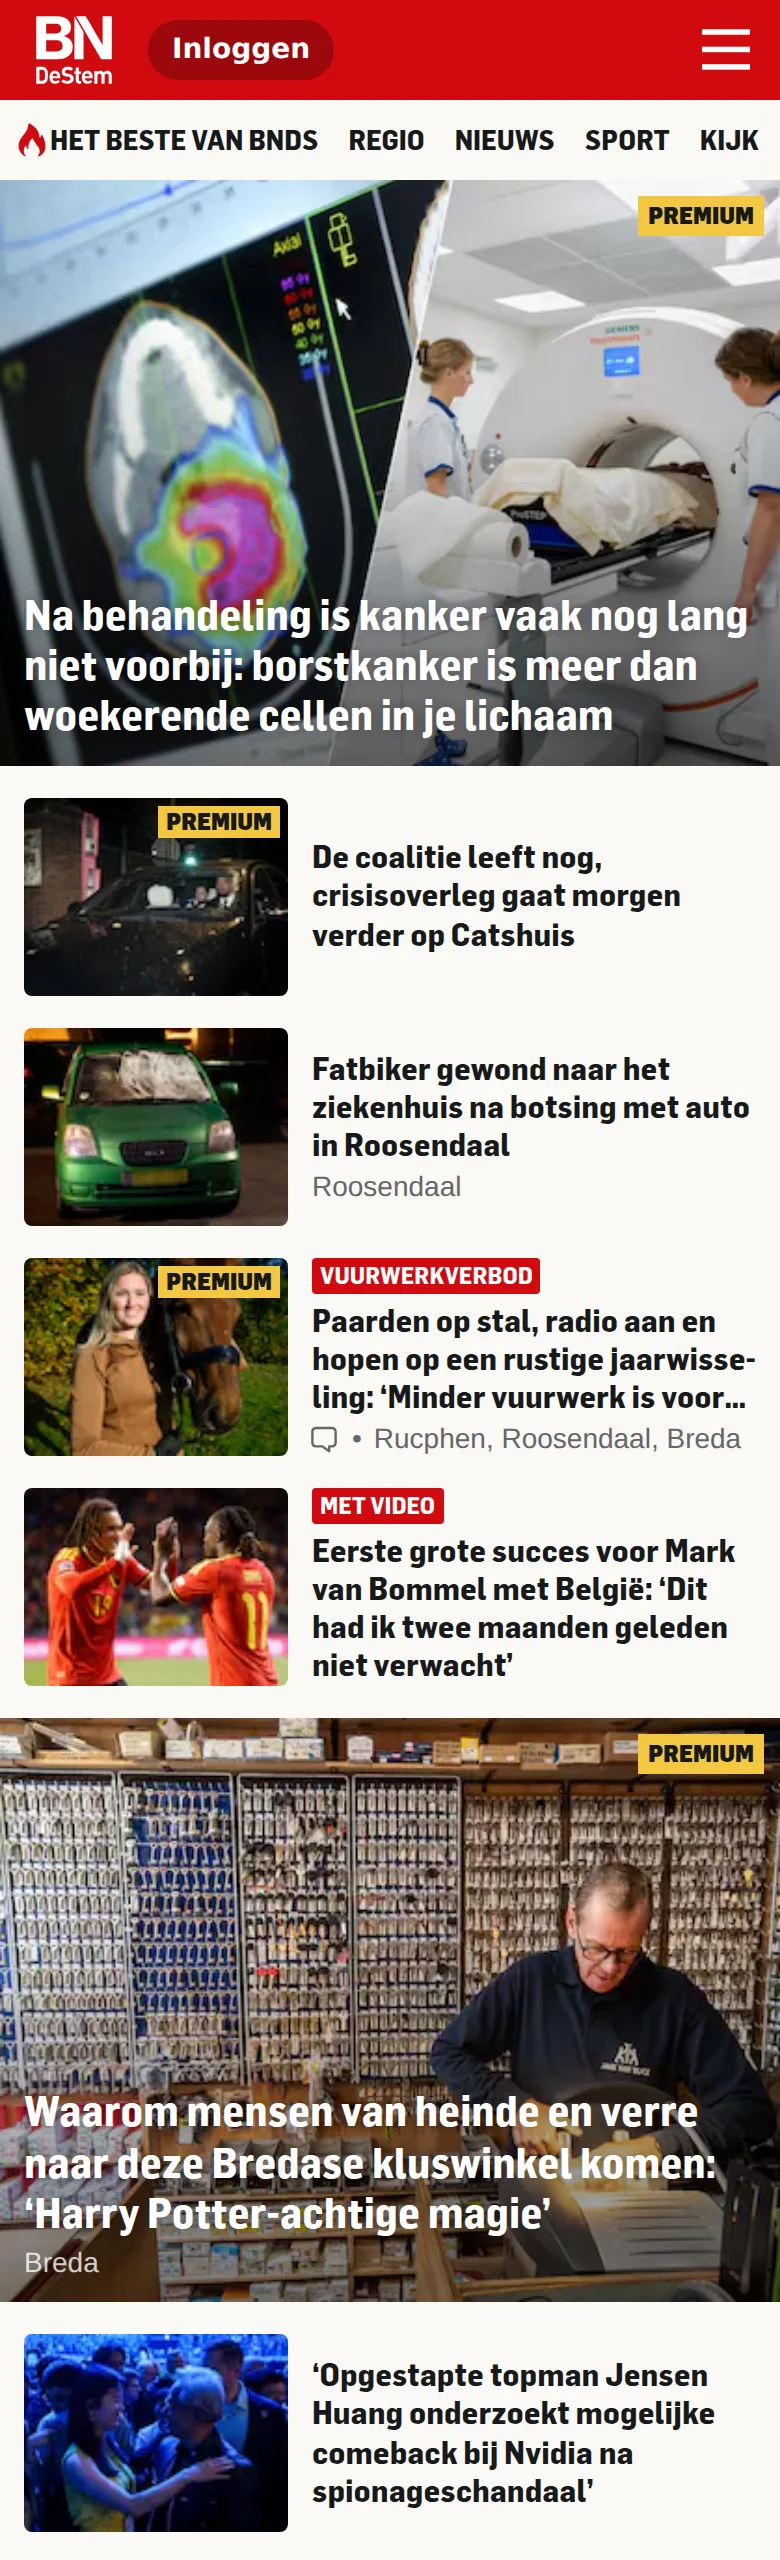 BN
DeStem
Inloggen
HET BESTE VAN BNDS
REGIO
NIEUWS
SPORT
KIJK
PREMIUM
Axial
SIEMENS
ProSTEP
Na behandeling is kanker vaak nog lang
niet voorbij: borstkanker is meer dan
woekerende cellen in je lichaam
PREMIUM
De coalitie leeft nog,
crisisoverleg gaat morgen
verder op Catshuis
Fatbiker gewond naar het
ziekenhuis na botsing met auto
in Roosendaal
Roosendaal
PREMIUM
VUURWERKVERBOD
Paarden op stal, radio aan en
hopen op een rustige jaarwisse-
ling: ‘Minder vuurwerk is voor...
• Rucphen, Roosendaal, Breda
MET VIDEO
Eerste grote succes voor Mark
van Bommel met België: ‘Dit
had ik twee maanden geleden
niet verwacht’
19
11
PREMIUM
Waarom mensen van heinde en verre
naar deze Bredase kluswinkel komen:
‘Harry Potter-achtige magie’
Breda
‘Opgestapte topman Jensen
Huang onderzoekt mogelijke
comeback bij Nvidia na
spionageschandaal’